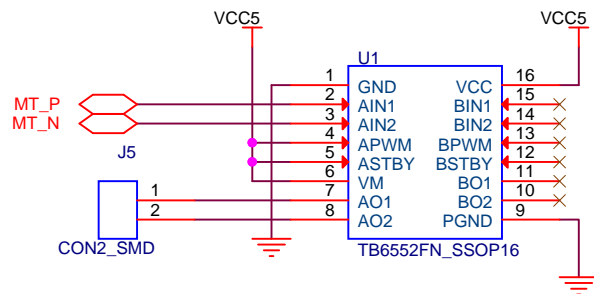 VCC5 VCC5
U1
1 GND VCC 16
MT_P 2 AIN1 BIN1 15
MT_N 3 AIN2 BIN2 14
J5 4 APWM BPWM 13
5 ASTBY BSTBY 12
6 VM BO1 11
1 7 AO1 BO2 10
2 8 AO2 PGND 9
CON2_SMD TB6552FN_SSOP16